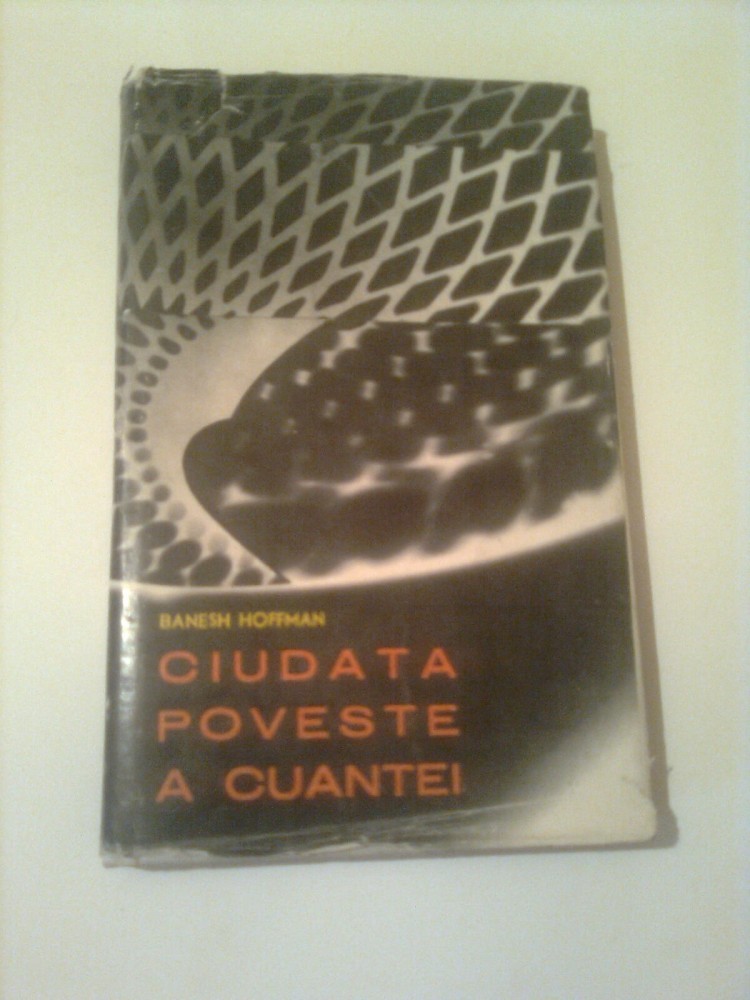 BANESH HOFFMAN
CIUDATA
POVESTE
A CUANTEI